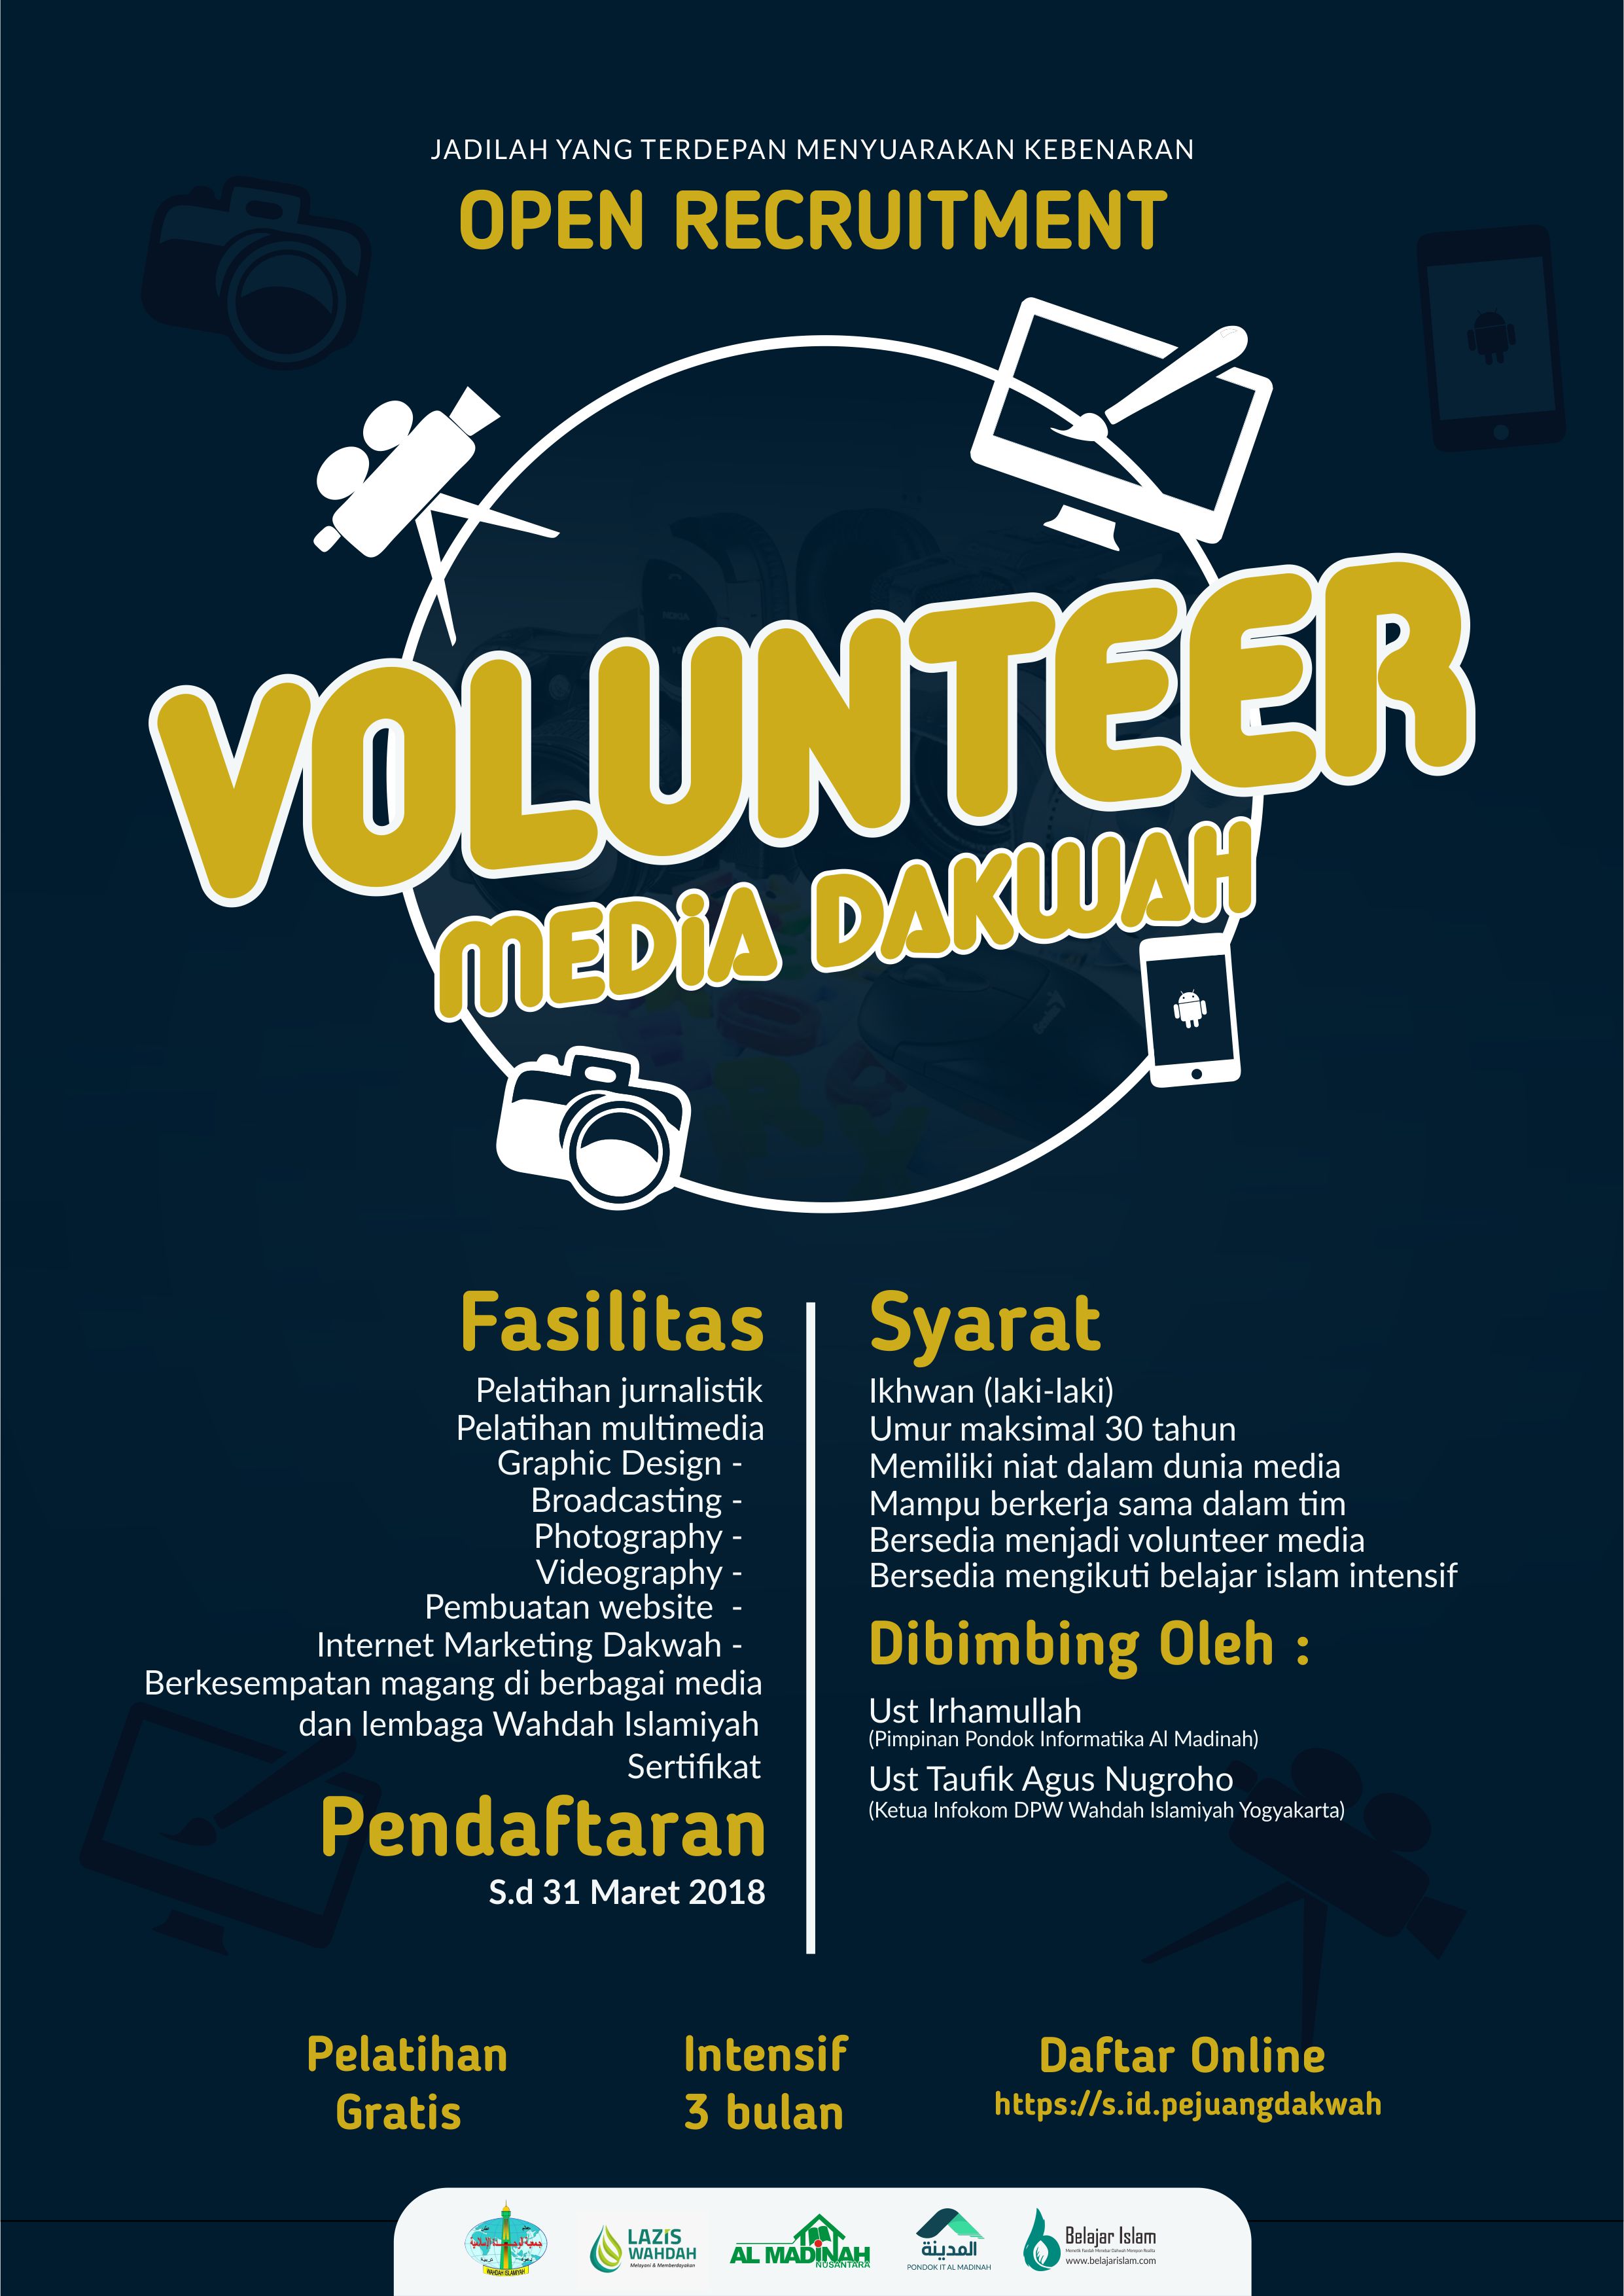 JADILAH YANG TERDEPAN MENYUARAKAN KEBENARAN
OPEN RECRUITMENT
VOLUNTEER
MEDiA DAKWAH
Fasilitas
Pelatihan jurnalistik
Pelatihan multimedia
Graphic Design -
Broadcasting -
Photography -
Videography -
Pembuatan website -
Internet Marketing Dakwah -
Berkesempatan magang di berbagai media
dan lembaga Wahdah Islamiyah
Sertifikat
Pendaftaran
S.d 31 Maret 2018
Syarat
Ikhwan (laki-laki)
Umur maksimal 30 tahun
Memiliki niat dalam dunia media
Mampu berkerja sama dalam tim
Bersedia menjadi volunteer media
Bersedia mengikuti belajar islam intensif
Dibimbing Oleh :
Ust Irhamullah
(Pimpinan Pondok Informatika Al Madinah)
Ust Taufik Agus Nugroho
(Ketua Infokom DPW Wahdah Islamiyah Yogyakarta)
Pelatihan
Gratis
Intensif
3 bulan
Daftar Online
https://s.id.pejuangdakwah
WAHDAH ISLAMIYAH
LAZIS
WAHDAH
Melayani & Memberdayakan
AL MADINAH
NUSANTARA
المدينة
PONDOK IT AL MADINAH
Belajar Islam
www.belajarislam.com